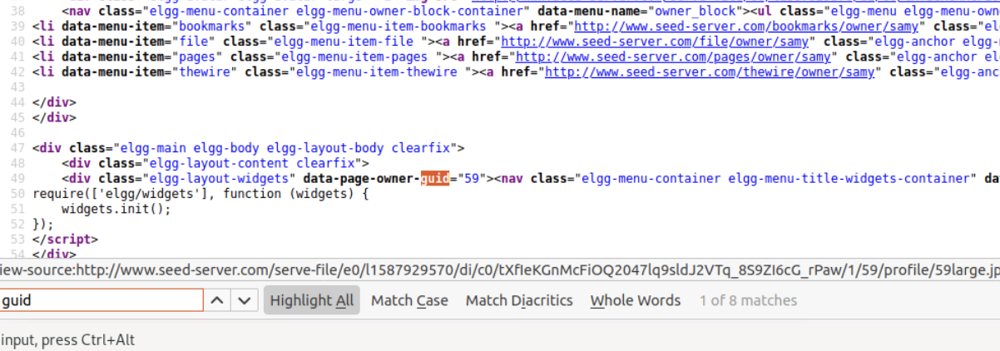 38 <nav class="elgg-menu-container elgg-menu-owner-block-container" data-menu-name="owner_block"><ul class="elgg-menu elgg-menu-own
39 <li data-menu-item="bookmarks" class="elgg-menu-item-bookmarks "><a href="http://www.seed-server.com/bookmarks/owner/samy" class="el
40 <li data-menu-item="file" class="elgg-menu-item-file "><a href="http://www.seed-server.com/file/owner/samy" class="elgg-anchor elgg-
41 <li data-menu-item="pages" class="elgg-menu-item-pages "><a href="http://www.seed-server.com/pages/owner/samy" class="elgg-anchor el
42 <li data-menu-item="thewire" class="elgg-menu-item-thewire "><a href="http://www.seed-server.com/thewire/owner/samy" class="elgg-anc
43
44 </div>
45 </div>
46
47 <div class="elgg-main elgg-body elgg-layout-body clearfix">
48 <div class="elgg-layout-content clearfix">
49 <div class="elgg-layout-widgets" data-page-owner-guid="59"><nav class="elgg-menu-container elgg-menu-title-widgets-container" da
50 require(['elgg/widgets'], function (widgets) {
51 widgets.init();
52 });
53 </script>
54 </div>
iew-source:http://www.seed-server.com/serve-file/e0/l1587929570/di/c0/tXfIeKGnMcFiOQ2047lq9sldJ2VTq_8S9ZI6cG_rPaw/1/59/profile/59large.jp
guid Highlight All Match Case Match Diacritics Whole Words 1 of 8 matches
input, press Ctrl+Alt